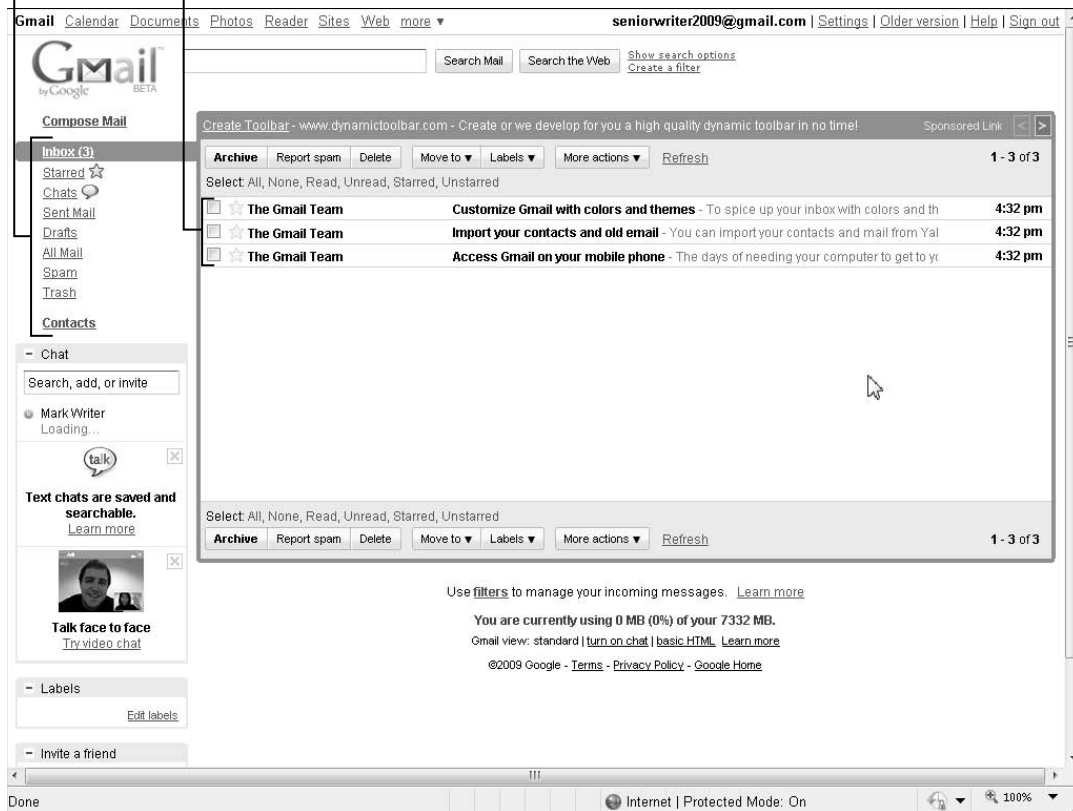 Gmail Calendar Documents Photos Reader Sites Web more ▼ seniorwriter2009@gmail.com | Settings | Older version | Help | Sign out
Gmail
by Google BETA
Search Mail Search the Web Show search options
Create a filter
Compose Mail
Inbox (3)
Starred
Chats
Sent Mail
Drafts
All Mail
Spam
Trash
Contacts
- Chat
Search, add, or invite
Mark Writer
Loading...
talk
Text chats are saved and
searchable.
Learn more
Talk face to face
Try video chat
- Labels
Edit labels
- Invite a friend
Create Toolbar - www.dynamictoolbar.com - Create or we develop for you a high quality dynamic toolbar in no time! Sponsored Link < >
Archive Report spam Delete Move to ▼ Labels ▼ More actions ▼ Refresh 1 - 3 of 3
Select: All, None, Read, Unread, Starred, Unstarred
The Gmail Team Customize Gmail with colors and themes - To spice up your inbox with colors and th 4:32 pm
The Gmail Team Import your contacts and old email - You can import your contacts and mail from Yal 4:32 pm
The Gmail Team Access Gmail on your mobile phone - The days of needing your computer to get to yo 4:32 pm
Select: All, None, Read, Unread, Starred, Unstarred
Archive Report spam Delete Move to ▼ Labels ▼ More actions ▼ Refresh 1 - 3 of 3
Use filters to manage your incoming messages. Learn more
You are currently using 0 MB (0%) of your 7332 MB.
Gmail view: standard | turn on chat | basic HTML Learn more
©2009 Google - Terms - Privacy Policy - Google Home
Done Internet | Protected Mode: On 100% ▼